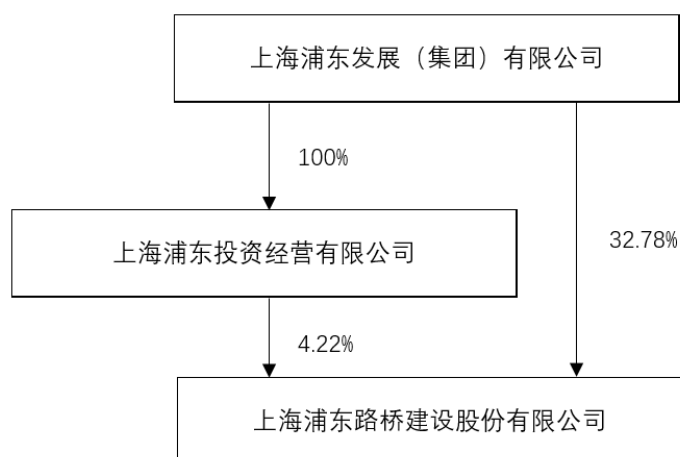 上海浦东发展（集团）有限公司
100%
上海浦东投资经营有限公司
32.78%
4.22%
上海浦东路桥建设股份有限公司